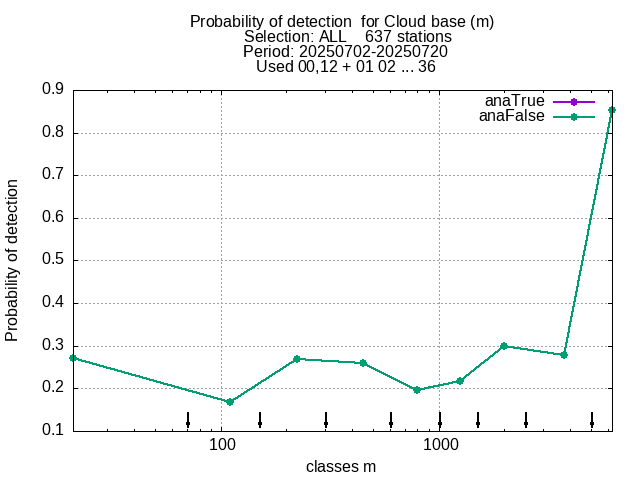 Probability of detection  for Cloud base (m)
Selection: ALL    637 stations
Period: 20250702-20250720
Used 00,12 + 01 02 ... 36
anaTrue
anaFalse
Probability of detection
0.9
0.8
0.7
0.6
0.5
0.4
0.3
0.2
0.1
100 1000
classes m